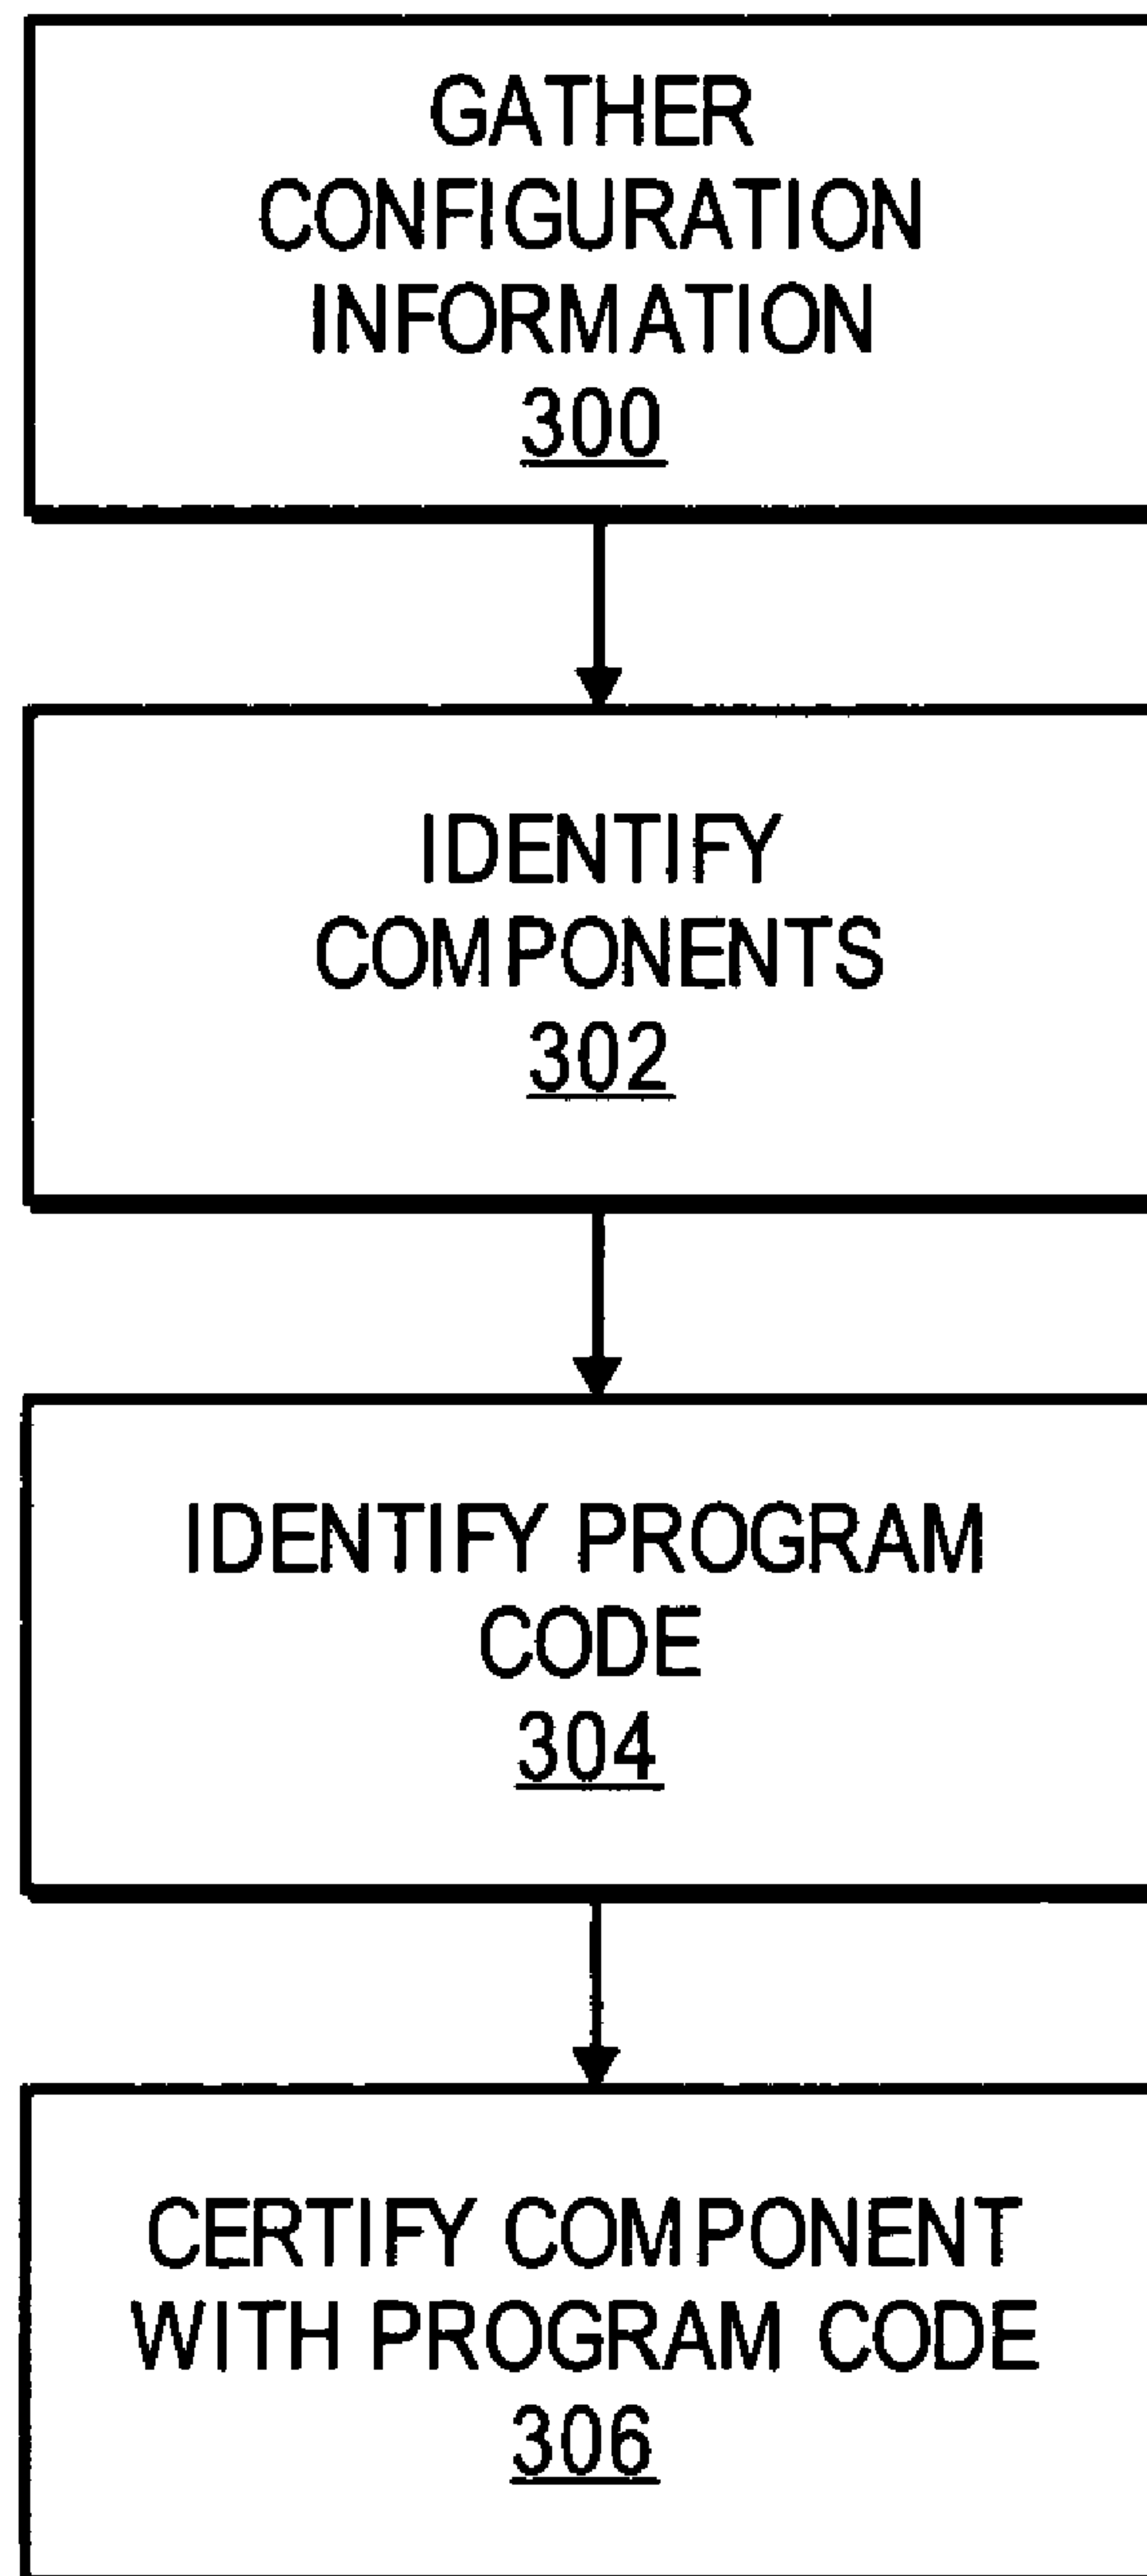 GATHER
CONFIGURATION
INFORMATION
300
IDENTIFY
COMPONENTS
302
IDENTIFY PROGRAM
CODE
304
CERTIFY COMPONENT
WITH PROGRAM CODE
306